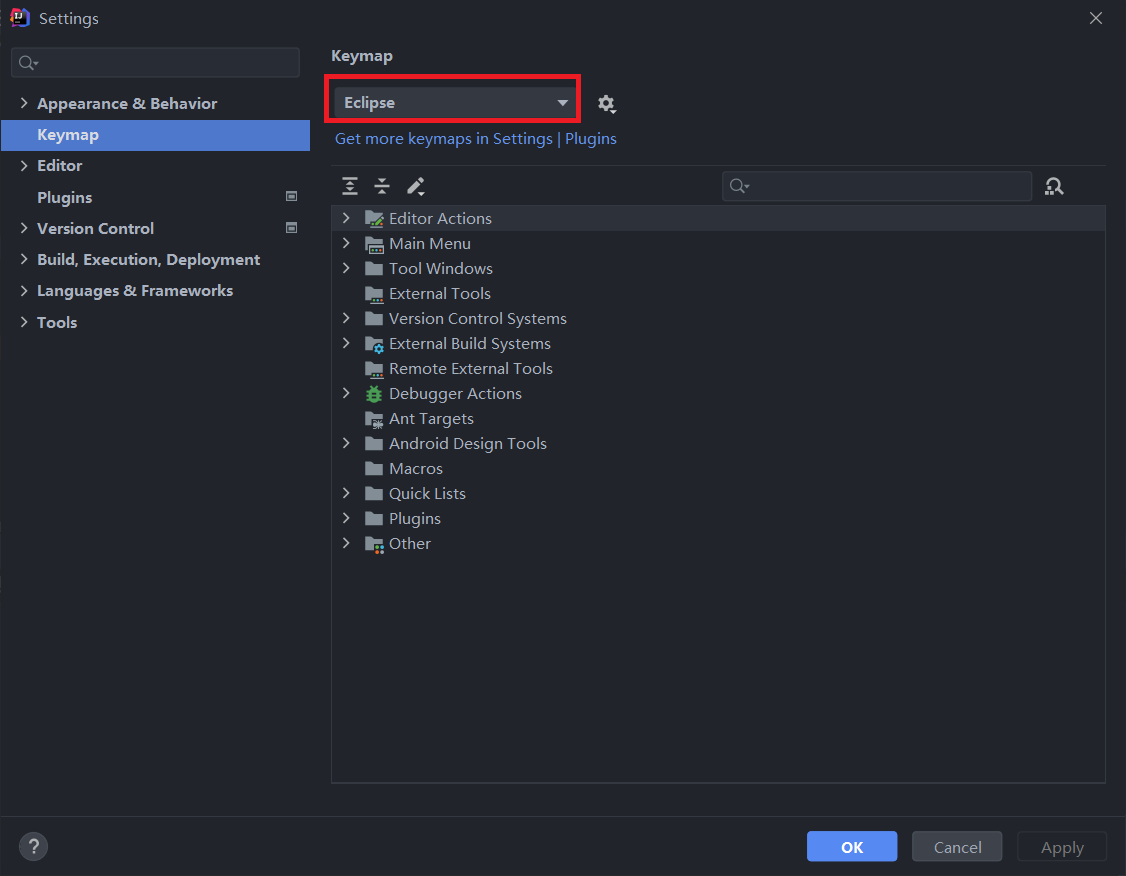 Settings
Keymap
Eclipse
Get more keymaps in Settings | Plugins
Appearance & Behavior
Keymap
Editor
Plugins
Version Control
Build, Execution, Deployment
Languages & Frameworks
Tools
Editor Actions
Main Menu
Tool Windows
External Tools
Version Control Systems
External Build Systems
Remote External Tools
Debugger Actions
Ant Targets
Android Design Tools
Macros
Quick Lists
Plugins
Other
?
OK
Cancel
Apply